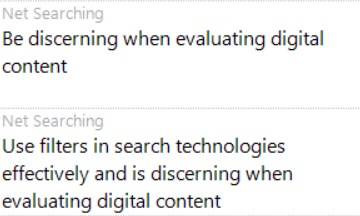 Net Searching
Be discerning when evaluating digital
content
Net Searching
Use filters in search technologies
effectively and is discerning when
evaluating digital content